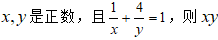 x, y 是正数，且 1/x + 4/y = 1，则 xy